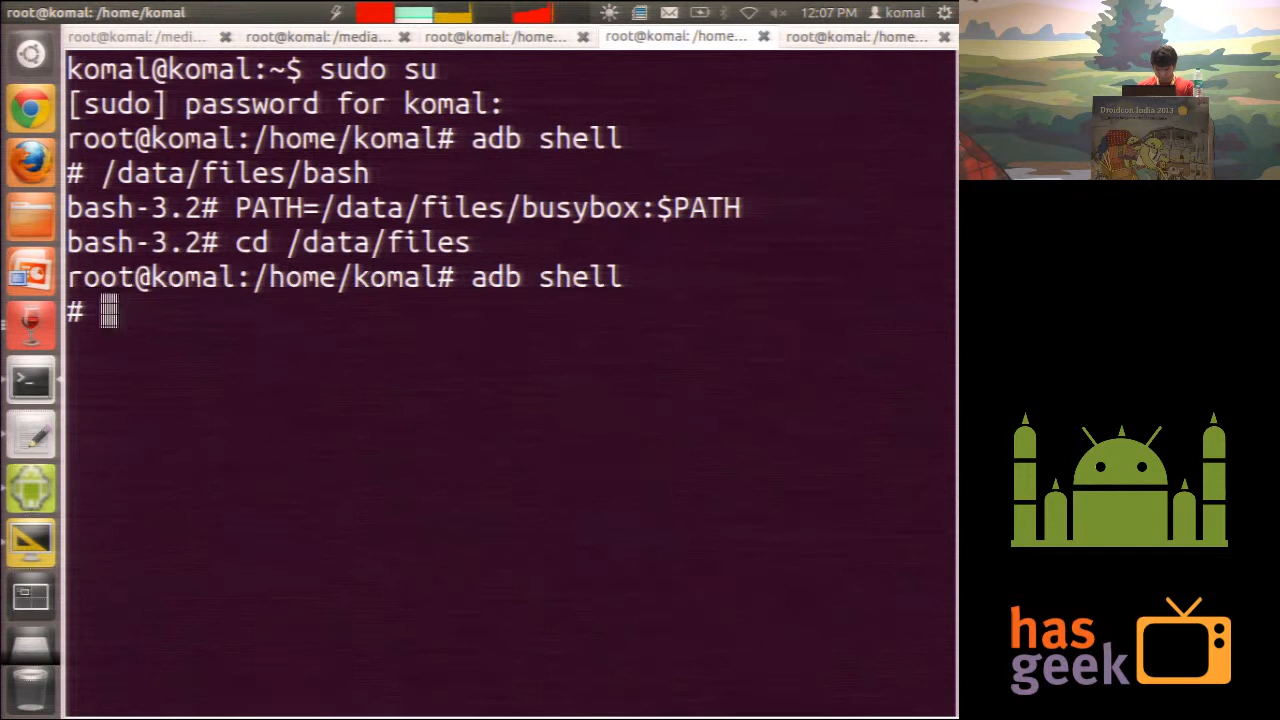 root@komal: /home/komal
12:07 PM
komal
root@komal: /medi...
root@komal: /media...
root@komal: /home...
root@komal: /home...
root@komal: /home...
komal@komal:~$ sudo su
[sudo] password for komal:
root@komal:/home/komal# adb shell
# /data/files/bash
bash-3.2# PATH=/data/files/busybox:$PATH
bash-3.2# cd /data/files
root@komal:/home/komal# adb shell
#
Droidcon India 2013
has
geek